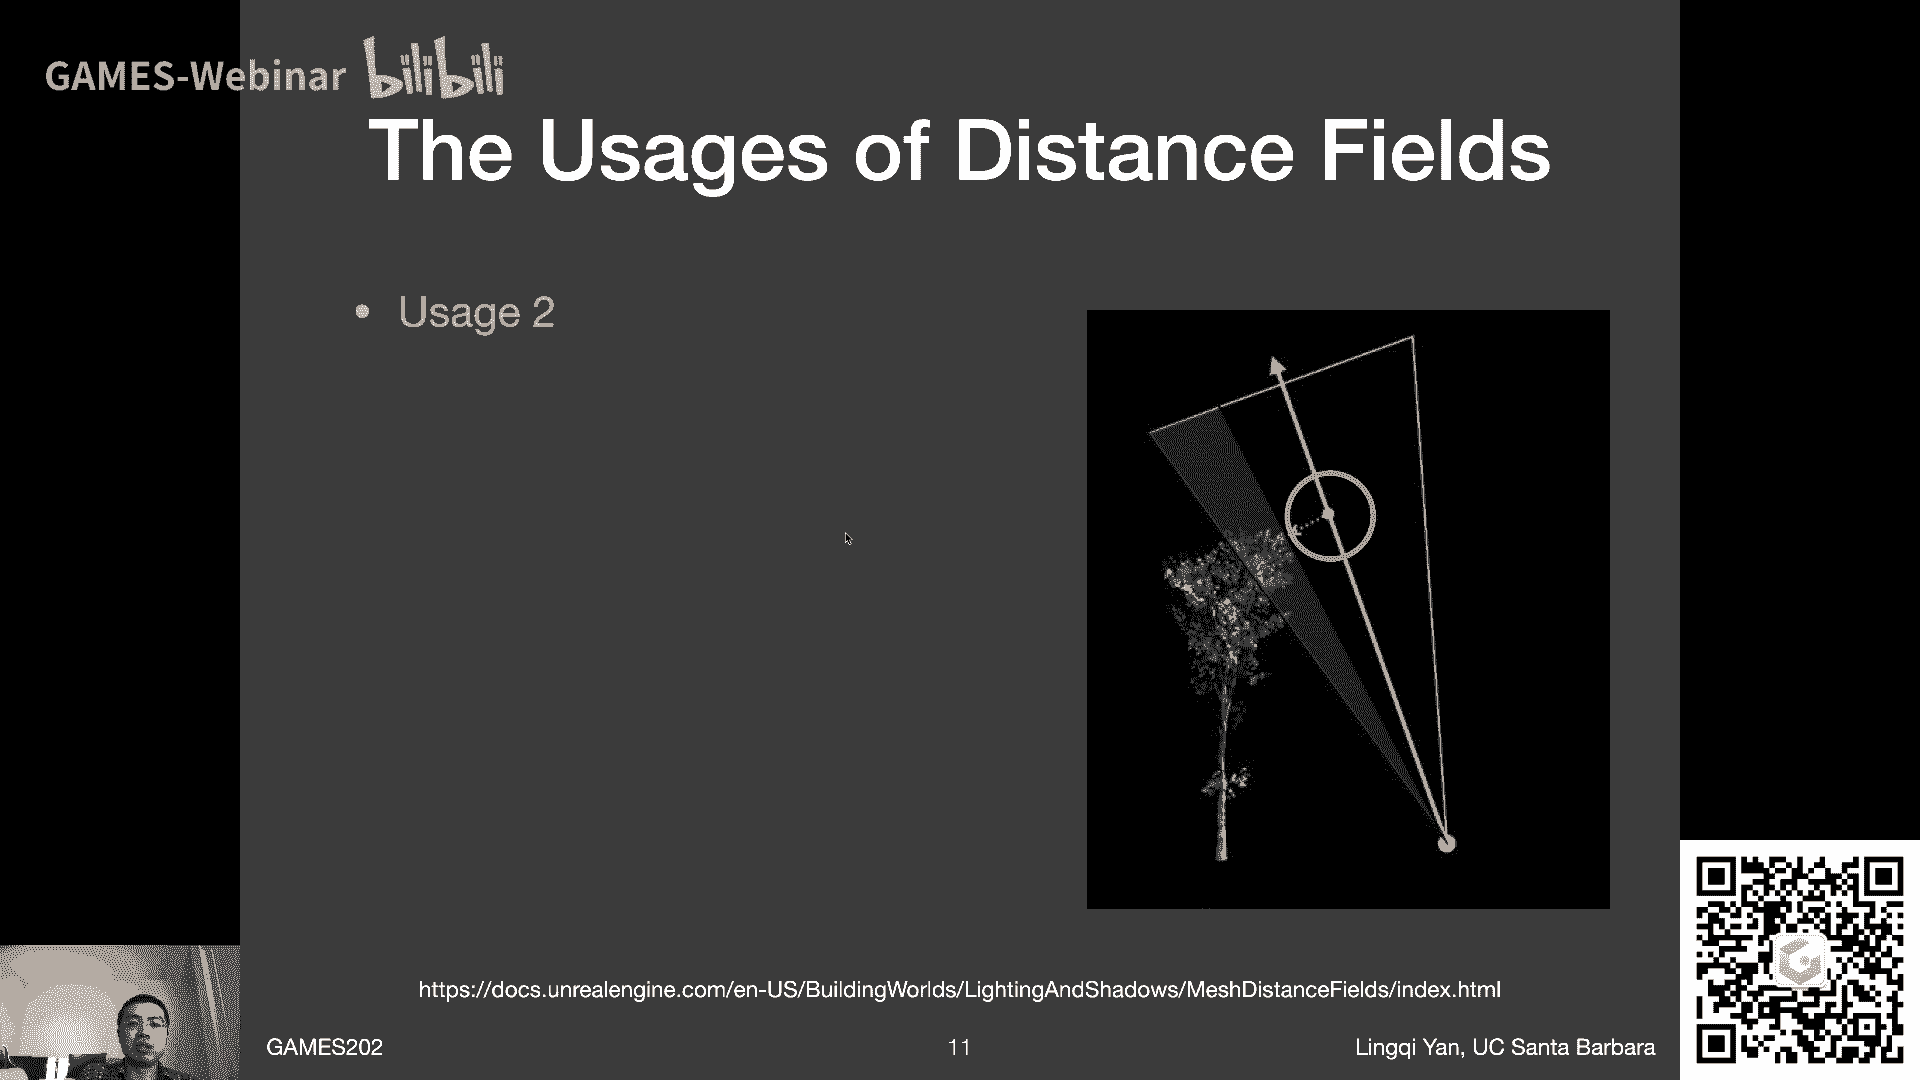 GAMES-Webinar bilibili
The Usages of Distance Fields
• Usage 2
https://docs.unrealengine.com/en-US/BuildingWorlds/LightingAndShadows/MeshDistanceFields/index.html
GAMES202
11
Lingqi Yan, UC Santa Barbara